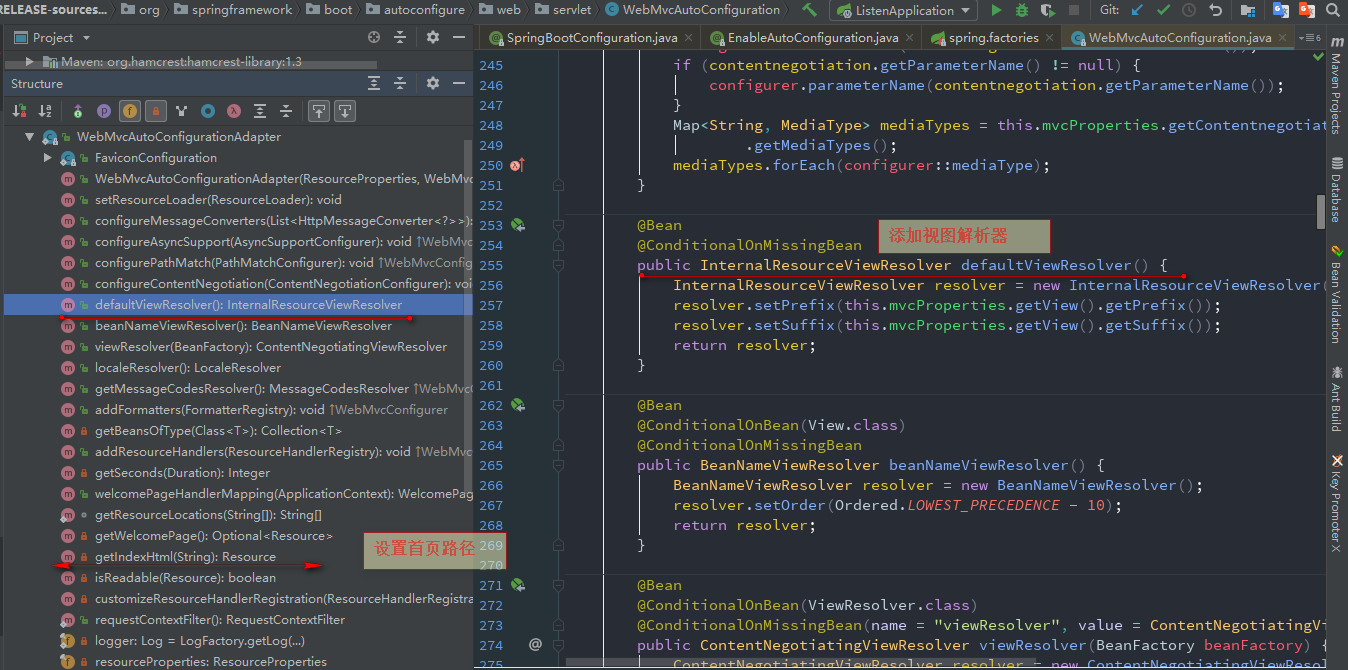 RELEASE-sources... org springframework boot autoconfigure web servlet WebMvcAutoConfiguration ListenApplication Git:
Project
Maven: org.hamcrest:hamcrest-library:1.3
Structure
WebMvcAutoConfigurationAdapter
FaviconConfiguration
WebMvcAutoConfigurationAdapter(ResourceProperties, WebMv
setResourceLoader(ResourceLoader): void
configureMessageConverters(List<HttpMessageConverter<?>>):
configureAsyncSupport(AsyncSupportConfigurer): void ↑WebMvc
configurePathMatch(PathMatchConfigurer): void ↑WebMvcConfig
configureContentNegotiation(ContentNegotiationConfigurer): voi
defaultViewResolver(): InternalResourceViewResolver
beanNameViewResolver(): BeanNameViewResolver
viewResolver(BeanFactory): ContentNegotiatingViewResolver
localeResolver(): LocaleResolver
getMessageCodesResolver(): MessageCodesResolver ↑WebMvc
addFormatters(FormatterRegistry): void ↑WebMvcConfigurer
getBeansOfType(Class<T>): Collection<T>
addResourceHandlers(ResourceHandlerRegistry): void ↑WebMv
getSeconds(Duration): Integer
welcomePageHandlerMapping(ApplicationContext): WelcomePag
getResourceLocations(String[]): String[]
getWelcomePage(): Optional<Resource>
getIndexHtml(String): Resource
设置首页路径
isReadable(Resource): boolean
customizeResourceHandlerRegistration(ResourceHandlerRegistra
requestContextFilter(): RequestContextFilter
logger: Log = LogFactory.getLog(...)
resourceProperties: ResourceProperties
SpringBootConfiguration.java EnableAutoConfiguration.java spring.factories WebMvcAutoConfiguration.java 6
245 if (contentnegotiation.getParameterName() != null) {
246 configurer.parameterName(contentnegotiation.getParameterName());
247 }
248 Map<String, MediaType> mediaTypes = this.mvcProperties.getContentnegotiat
249 .getMediaTypes();
250 mediaTypes.forEach(configurer::mediaType);
251 }
252
253 @Bean
254 @ConditionalOnMissingBean
添加视图解析器
255 public InternalResourceViewResolver defaultViewResolver() {
256 InternalResourceViewResolver resolver = new InternalResourceViewResolver(
257 resolver.setPrefix(this.mvcProperties.getView().getPrefix());
258 resolver.setSuffix(this.mvcProperties.getView().getSuffix());
259 return resolver;
260 }
261
262 @Bean
263 @ConditionalOnBean(View.class)
264 @ConditionalOnMissingBean
265 public BeanNameViewResolver beanNameViewResolver() {
266 BeanNameViewResolver resolver = new BeanNameViewResolver();
267 resolver.setOrder(Ordered.LOWEST_PRECEDENCE - 10);
268 return resolver;
269 }
270
271 @Bean
272 @ConditionalOnBean(ViewResolver.class)
273 @ConditionalOnMissingBean(name = "viewResolver", value = ContentNegotiatingVi
274 public ContentNegotiatingViewResolver viewResolver(BeanFactory beanFactory) {
275 ContentNegotiatingViewResolver resolver = new ContentNegotiatingViewResol
Maven Projects
Database
Bean Validation
Ant Build
Key Promoter X